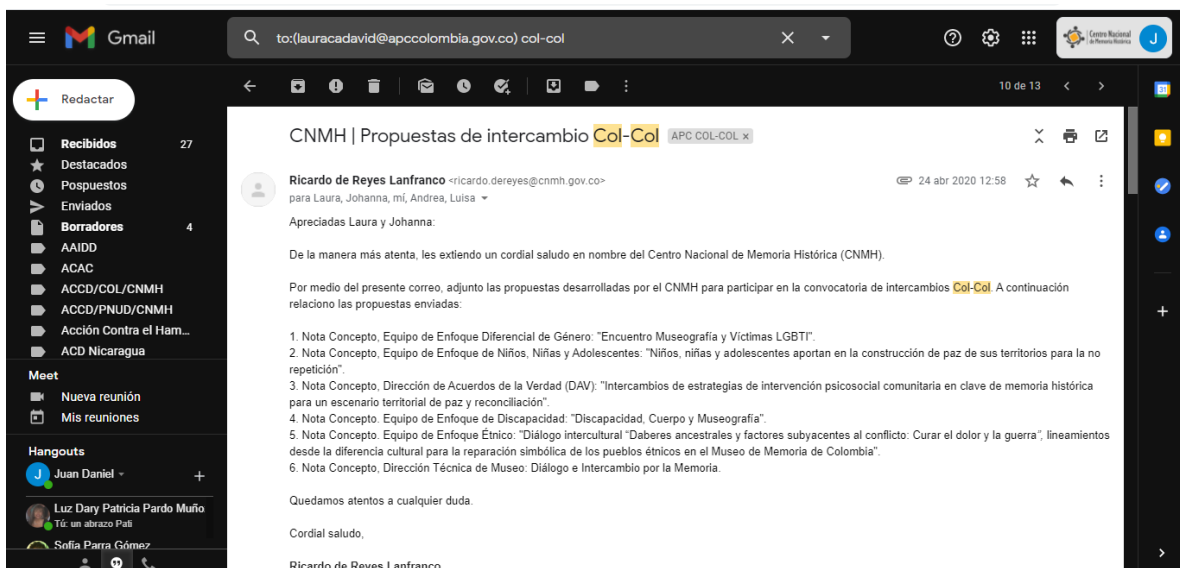 Gmail
to:(lauracadavid@apccolombia.gov.co) col-col
Centro Nacional
de Memoria Histórica
J
Redactar
10 de 13
31
Recibidos 27
Destacados
Pospuestos
Enviados
Borradores 4
AAIDD
ACAC
ACCD/COL/CNMH
ACCD/PNUD/CNMH
Acción Contra el Ham...
ACD Nicaragua
Meet
Nueva reunión
Mis reuniones
Hangouts
J
Juan Daniel
Luz Dary Patricia Pardo Muño
Tú: un abrazo Pati
Sofía Parra Gómez
CNMH | Propuestas de intercambio Col-Col APC COL-COL x
Ricardo de Reyes Lanfranco <ricardo.dereyes@cnmh.gov.co>
24 abr 2020 12:58
para Laura, Johanna, mí, Andrea, Luisa
Apreciadas Laura y Johanna:
De la manera más atenta, les extiendo un cordial saludo en nombre del Centro Nacional de Memoria Histórica (CNMH).
Por medio del presente correo, adjunto las propuestas desarrolladas por el CNMH para participar en la convocatoria de intercambios Col-Col. A continuación
relaciono las propuestas enviadas:
1. Nota Concepto, Equipo de Enfoque Diferencial de Género: "Encuentro Museografía y Víctimas LGBTI".
2. Nota Concepto, Equipo de Enfoque de Niños, Niñas y Adolescentes: "Niños, niñas y adolescentes aportan en la construcción de paz de sus territorios para la no
repetición".
3. Nota Concepto, Dirección de Acuerdos de la Verdad (DAV): "Intercambios de estrategias de intervención psicosocial comunitaria en clave de memoria histórica
para un escenario territorial de paz y reconciliación".
4. Nota Concepto. Equipo de Enfoque de Discapacidad: "Discapacidad, Cuerpo y Museografía".
5. Nota Concepto. Equipo de Enfoque Étnico: "Diálogo intercultural “Daberes ancestrales y factores subyacentes al conflicto: Curar el dolor y la guerra”, lineamientos
desde la diferencia cultural para la reparación simbólica de los pueblos étnicos en el Museo de Memoria de Colombia".
6. Nota Concepto, Dirección Técnica de Museo: Diálogo e Intercambio por la Memoria.
Quedamos atentos a cualquier duda.
Cordial saludo,
Ricardo de Reyes Lanfranco